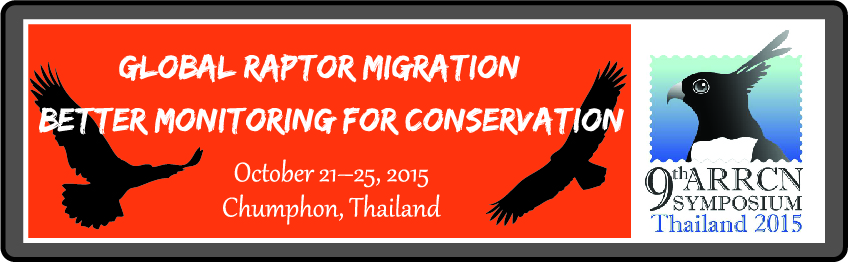 GLOBAL RAPTOR MIGRATION
BETTER MONITORING FOR CONSERVATION
October 21–25, 2015
Chumphon, Thailand
9th ARRCN
SYMPOSIUM
Thailand 2015